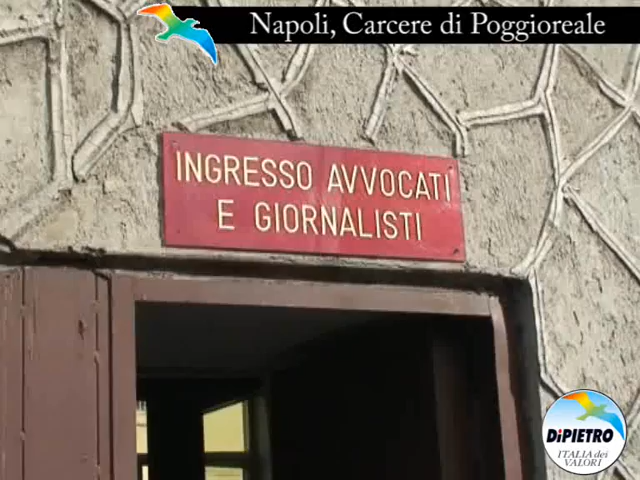 Napoli, Carcere di Poggioreale
INGRESSO AVVOCATI
E GIORNALISTI
DiPIETRO
ITALIA dei
VALORI